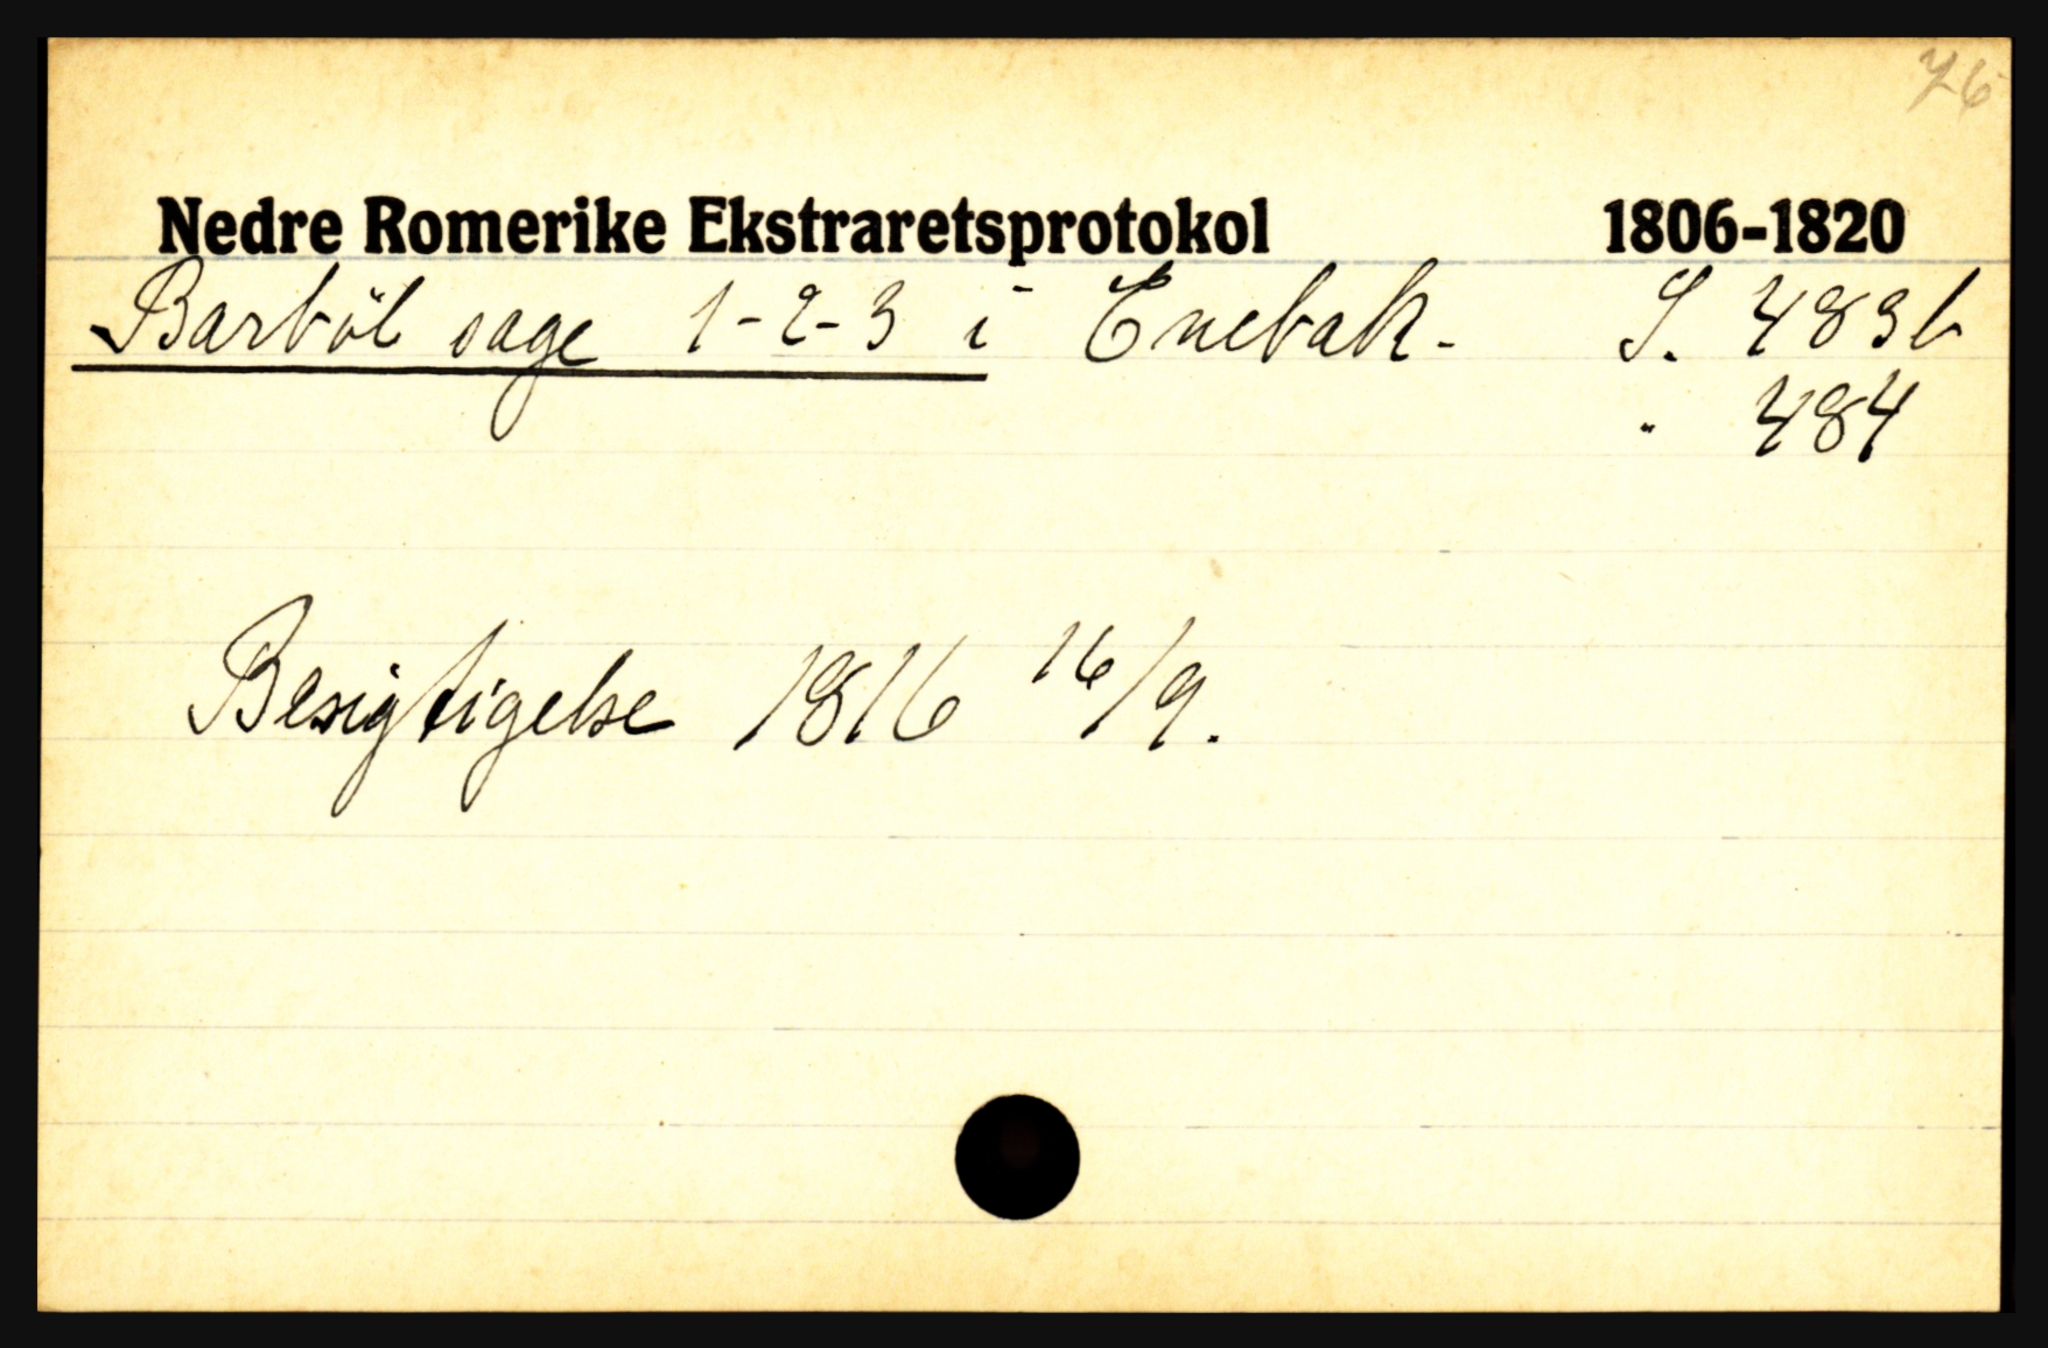 76
Nedre Romerike Ekstraretsprotokol 1806-1820
Barböl sage 1-2-3 i Enebak. S. 483b
" 484
Besigtigelse 1816 16/9.